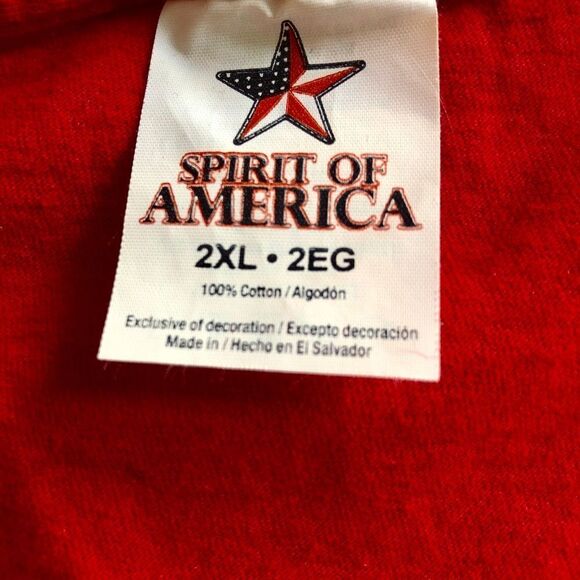 SPIRIT OF
AMERICA
2XL • 2EG
100% Cotton / Algodón
Exclusive of decoration / Excepto decoración
Made in / Hecho en El Salvador